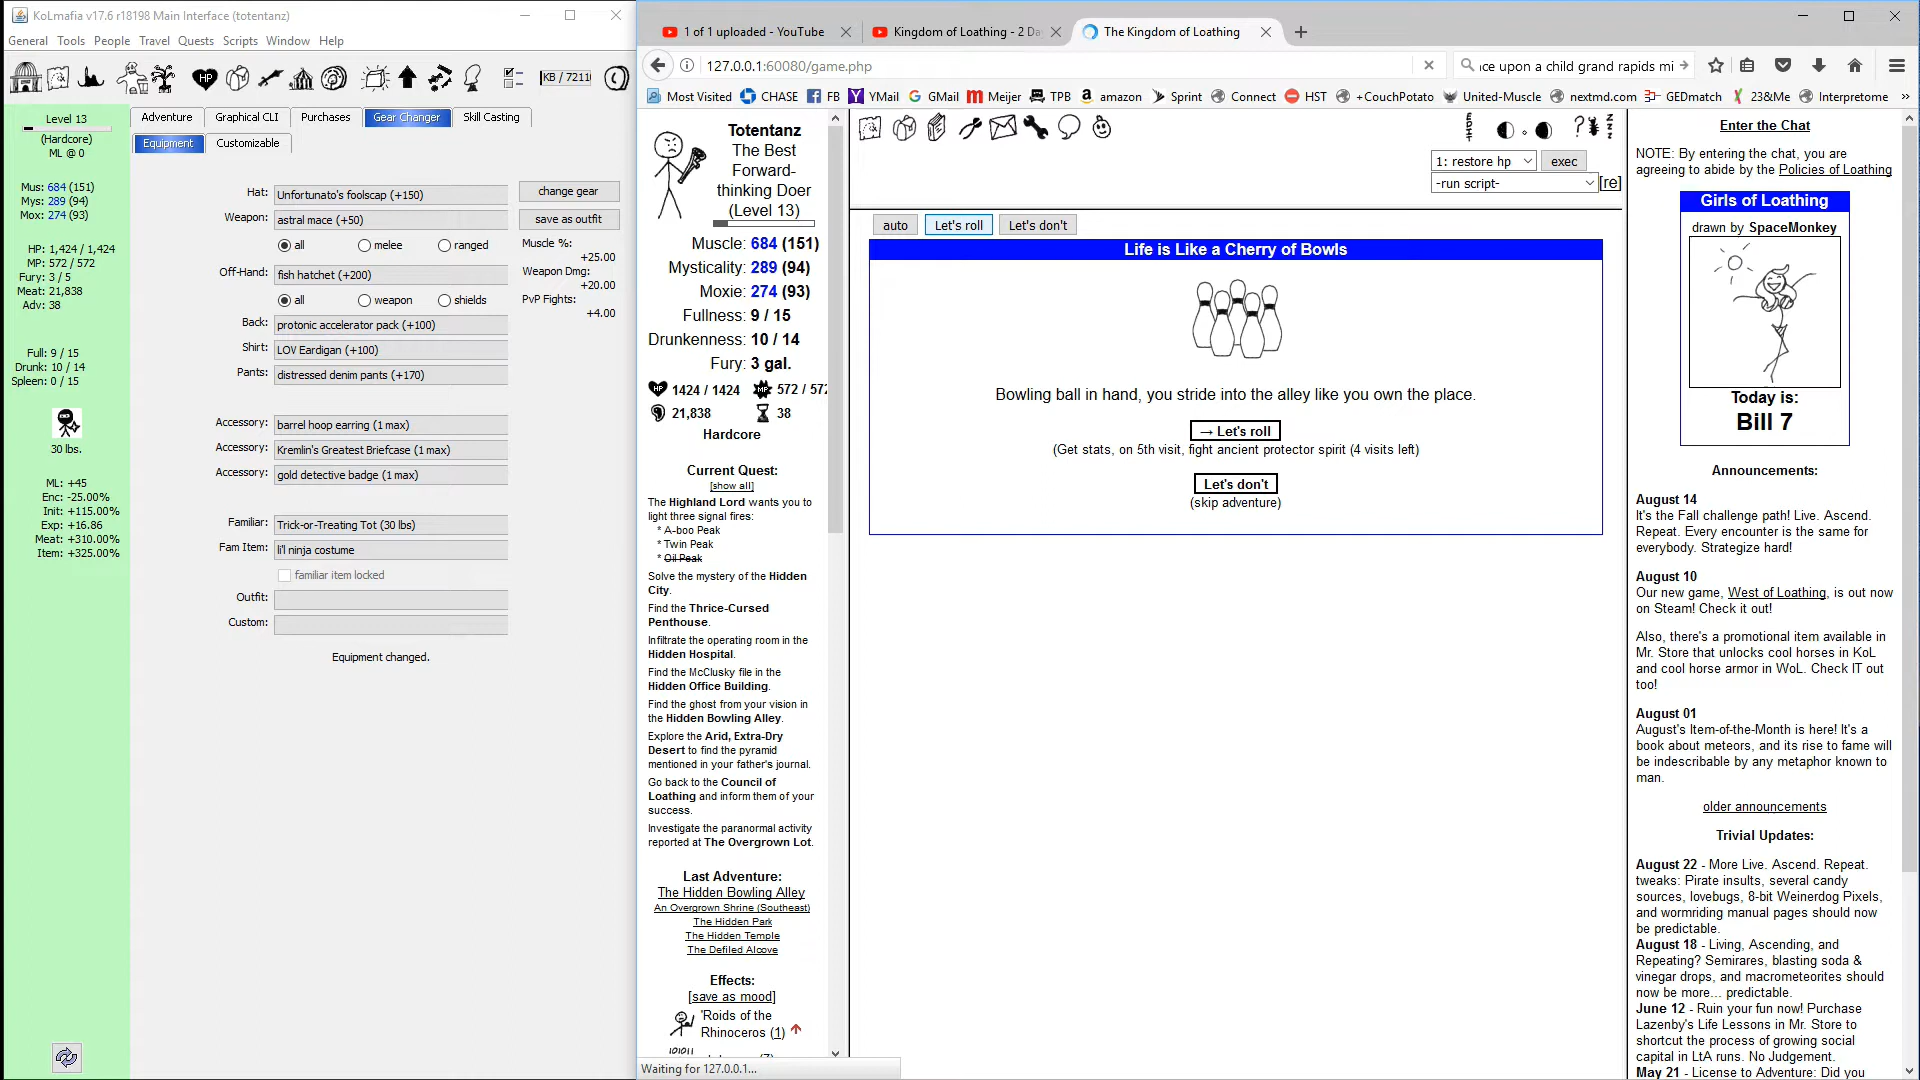 KoLmafia v17.6 r18198 Main Interface (totentanz)
General Tools People Travel Quests Scripts Window Help
KB / 7211
Level 13
(Hardcore)
ML @ 0
Mus: 684 (151)
Mys: 289 (94)
Mox: 274 (93)
HP: 1,424 / 1,424
MP: 572 / 572
Fury: 3 / 5
Meat: 21,838
Adv: 38
Full: 9 / 15
Drunk: 10 / 14
Spleen: 0 / 15
30 lbs.
ML: +45
Enc: -25.00%
Init: +115.00%
Exp: +16.86
Meat: +310.00%
Item: +325.00%
Adventure Graphical CLI Purchases Gear Changer Skill Casting
Equipment Customizable
Hat: Unfortunato's foolscap (+150) change gear
Weapon: astral mace (+50) save as outfit
all melee ranged
Off-Hand: fish hatchet (+200)
all weapon shields
Back: protonic accelerator pack (+100)
Shirt: LOV Eardigan (+100)
Pants: distressed denim pants (+170)
Muscle %:
+25.00
Weapon Dmg:
+20.00
PvP Fights:
+4.00
Accessory: barrel hoop earring (1 max)
Accessory: Kremlin's Greatest Briefcase (1 max)
Accessory: gold detective badge (1 max)
Familiar: Trick-or-Treating Tot (30 lbs)
Fam Item: li'l ninja costume
familiar item locked
Outfit:
Custom:
Equipment changed.
1 of 1 uploaded - YouTube Kingdom of Loathing - 2 Da The Kingdom of Loathing
127.0.0.1:60080/game.php
ce upon a child grand rapids mi
Most Visited CHASE FB YMail GMail Meijer TPB amazon Sprint Connect HST +CouchPotato United-Muscle nextmd.com GEDmatch 23&Me Interpretome
Totentanz
The Best
Forward-
thinking Doer
(Level 13)
Muscle: 684 (151)
Mysticality: 289 (94)
Moxie: 274 (93)
Fullness: 9 / 15
Drunkenness: 10 / 14
Fury: 3 gal.
HP 1424 / 1424 MP 572 / 572
21,838 38
Hardcore
Current Quest:
[show all]
The Highland Lord wants you to
light three signal fires:
* A-boo Peak
* Twin Peak
* Oil Peak
Solve the mystery of the Hidden
City.
Find the Thrice-Cursed
Penthouse.
Infiltrate the operating room in the
Hidden Hospital.
Find the McClusky file in the
Hidden Office Building.
Find the ghost from your vision in
the Hidden Bowling Alley.
Explore the Arid, Extra-Dry
Desert to find the pyramid
mentioned in your father's journal.
Go back to the Council of
Loathing and inform them of your
success.
Investigate the paranormal activity
reported at The Overgrown Lot.
Last Adventure:
The Hidden Bowling Alley
An Overgrown Shrine (Southeast)
The Hidden Park
The Hidden Temple
The Defiled Alcove
Effects:
[save as mood]
'Roids of the
Rhinoceros (1)
Waiting for 127.0.0.1...
1: restore hp exec
-run script- [re]
auto Let's roll Let's don't
Life is Like a Cherry of Bowls
Bowling ball in hand, you stride into the alley like you own the place.
→ Let's roll
(Get stats, on 5th visit, fight ancient protector spirit (4 visits left)
Let's don't
(skip adventure)
Enter the Chat
NOTE: By entering the chat, you are
agreeing to abide by the Policies of Loathing
Girls of Loathing
drawn by SpaceMonkey
Today is:
Bill 7
Announcements:
August 14
It's the Fall challenge path! Live. Ascend.
Repeat. Every encounter is the same for
everybody. Strategize hard!
August 10
Our new game, West of Loathing, is out now
on Steam! Check it out!
Also, there's a promotional item available in
Mr. Store that unlocks cool horses in KoL
and cool horse armor in WoL. Check IT out
too!
August 01
August's Item-of-the-Month is here! It's a
book about meteors, and its rise to fame will
be indescribable by any metaphor known to
man.
older announcements
Trivial Updates:
August 22 - More Live. Ascend. Repeat.
tweaks: Pirate insults, several candy
sources, lovebugs, 8-bit Weinerdog Pixels,
and wormriding manual pages should now
be predictable.
August 18 - Living, Ascending, and
Repeating? Semirares, blasting soda &
vinegar drops, and macrometeorites should
now be more... predictable.
June 12 - Ruin your fun now! Purchase
Lazenby's Life Lessons in Mr. Store to
shortcut the process of growing social
capital in LtA runs. No Judgement.
May 21 - License to Adventure: Did you